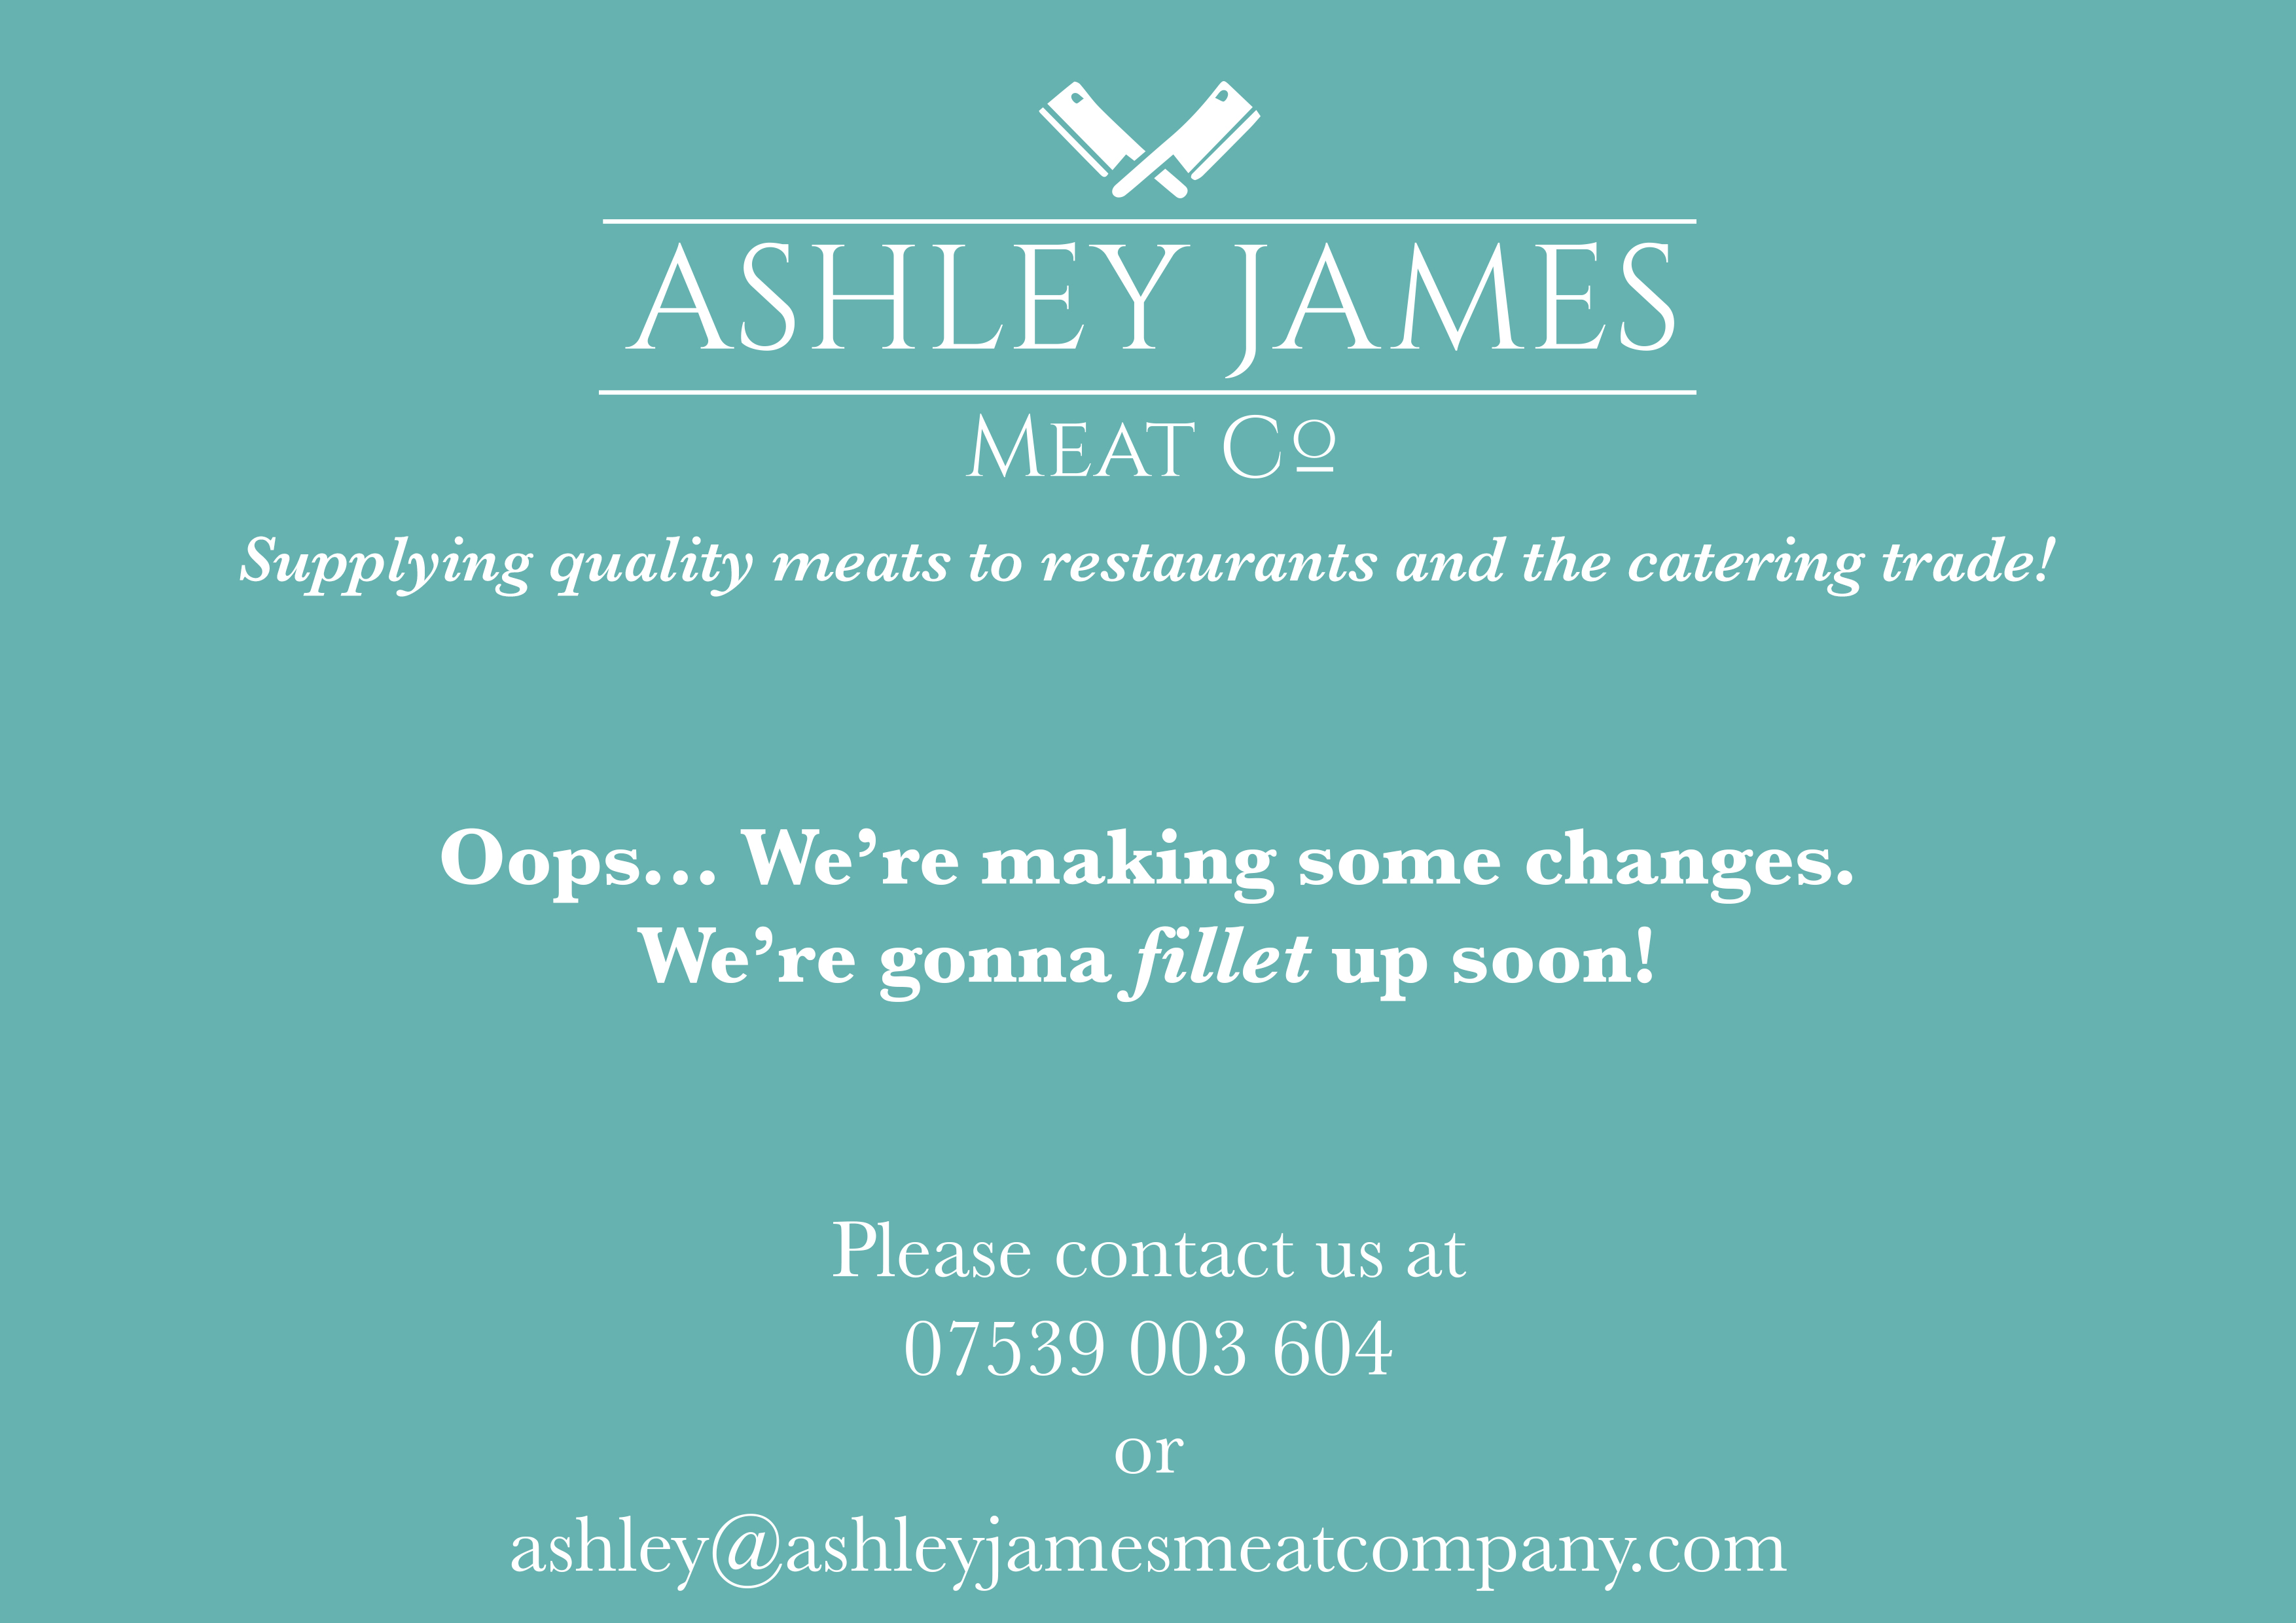 ASHLEY JAMES
MEAT Cº
Supplying quality meats to restaurants and the catering trade!
Oops... We’re making some changes.
We’re gonna fillet up soon!
Please contact us at
07539 003 604
or
ashley@ashleyjamesmeatcompany.com